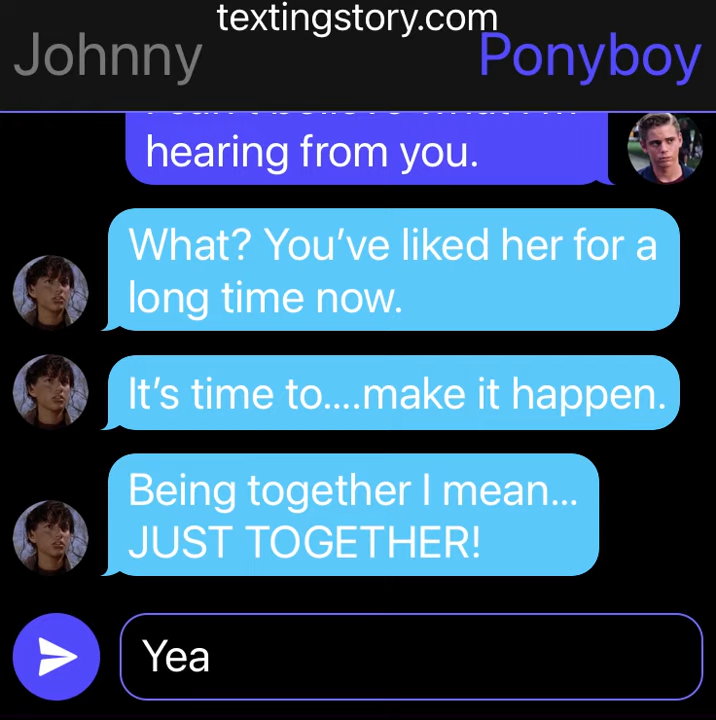 textingstory.com
Johnny
Ponyboy
hearing from you.
What? You've liked her for a
long time now.
It's time to....make it happen.
Being together I mean...
JUST TOGETHER!
Yea